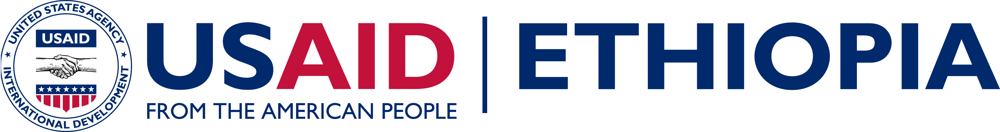 UNITED STATES AGENCY
USAID
INTERNATIONAL DEVELOPMENT
USAID
FROM THE AMERICAN PEOPLE
ETHIOPIA